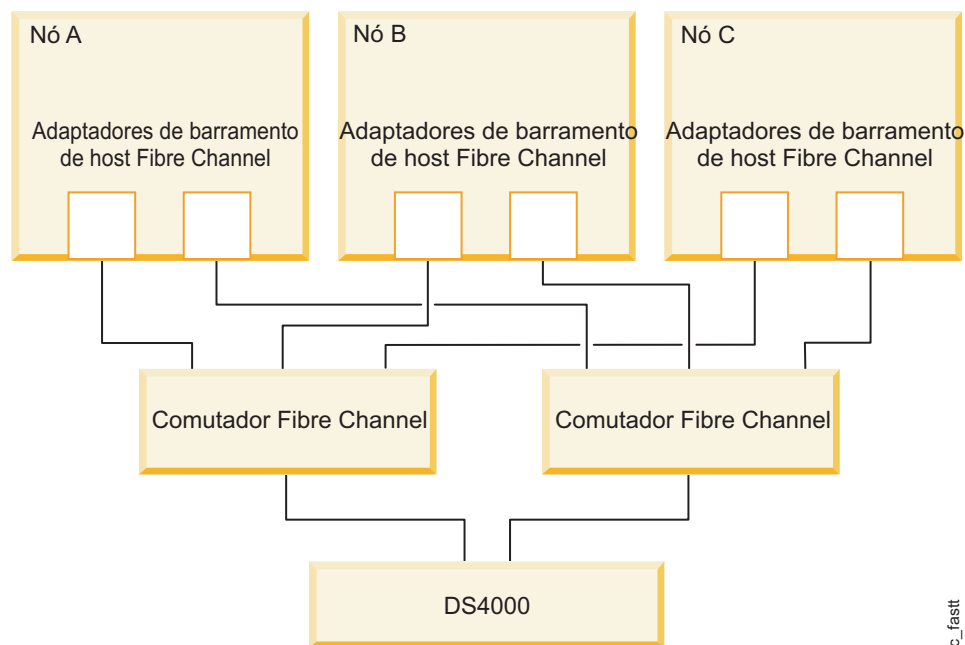 Nó A
Adaptadores de barramento
de host Fibre Channel
Nó B
Adaptadores de barramento
de host Fibre Channel
Nó C
Adaptadores de barramento
de host Fibre Channel
Comutador Fibre Channel
Comutador Fibre Channel
DS4000
c_fastt